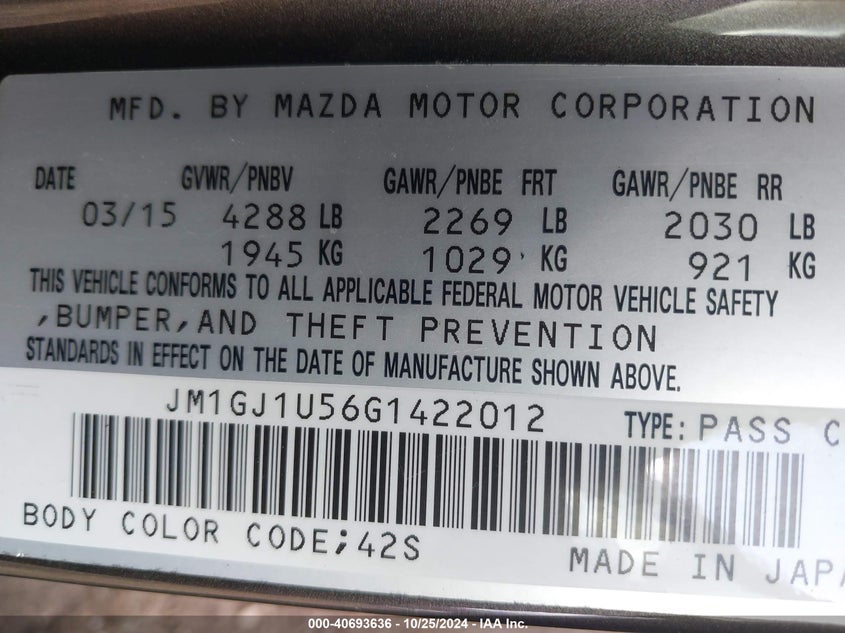 MFD. BY MAZDA MOTOR CORPORATION
DATE GVWR/PNBV GAWR/PNBE FRT GAWR/PNBE RR
03/15 4288 LB 2269 LB 2030 LB
1945 KG 1029 KG 921 KG
THIS VEHICLE CONFORMS TO ALL APPLICABLE FEDERAL MOTOR VEHICLE SAFETY
,BUMPER,AND THEFT PREVENTION
STANDARDS IN EFFECT ON THE DATE OF MANUFACTURE SHOWN ABOVE.
JM1GJ1U56G1422012 TYPE: PASS C
BODY COLOR CODE;42S
MADE IN JAPA
000-40693636 - 10/25/2024 - IAA Inc.